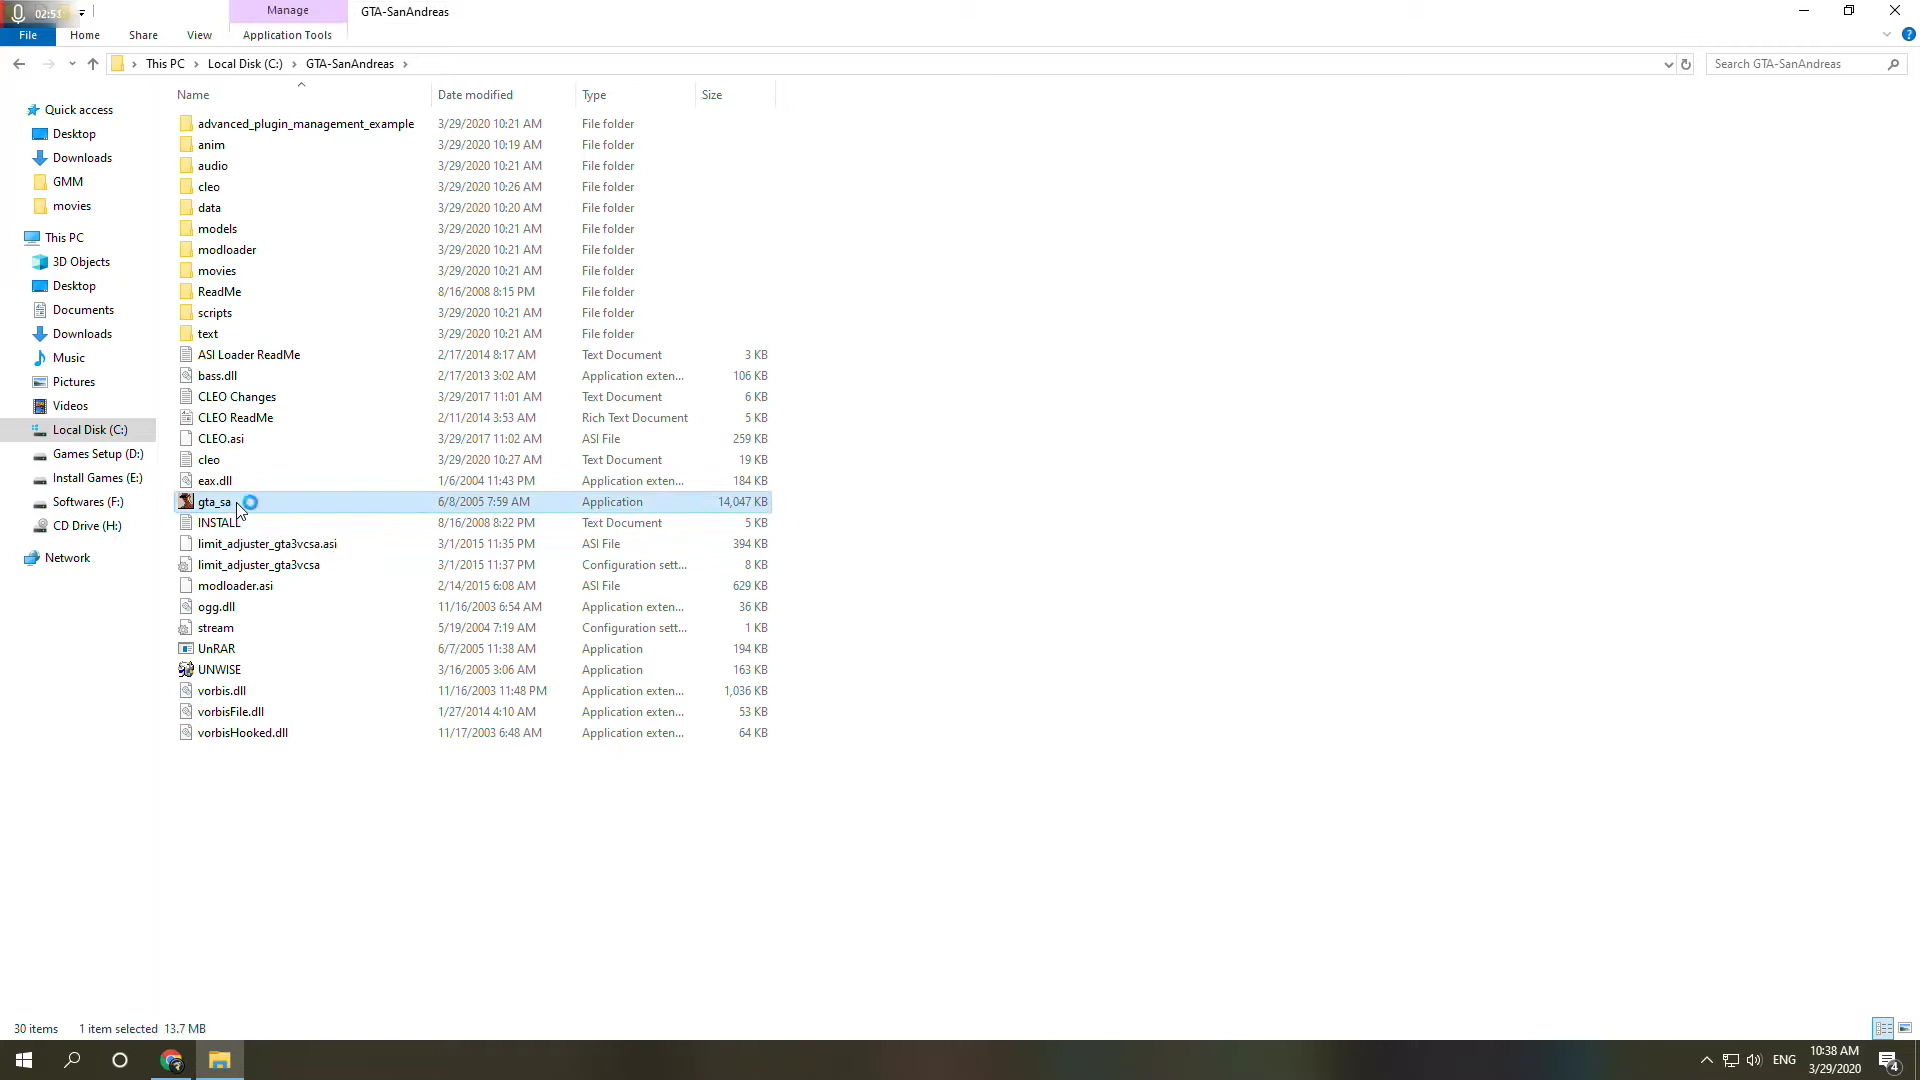 02:51
Manage
GTA-SanAndreas
File
Home
Share
View
Application Tools
This PC
Local Disk (C:)
GTA-SanAndreas
Search GTA-SanAndreas
Name
Date modified
Type
Size
Quick access
Desktop
Downloads
GMM
movies
This PC
3D Objects
Desktop
Documents
Downloads
Music
Pictures
Videos
Local Disk (C:)
Games Setup (D:)
Install Games (E:)
Softwares (F:)
CD Drive (H:)
Network
advanced_plugin_management_example 3/29/2020 10:21 AM File folder
anim 3/29/2020 10:19 AM File folder
audio 3/29/2020 10:21 AM File folder
cleo 3/29/2020 10:26 AM File folder
data 3/29/2020 10:20 AM File folder
models 3/29/2020 10:21 AM File folder
modloader 3/29/2020 10:21 AM File folder
movies 3/29/2020 10:21 AM File folder
ReadMe 8/16/2008 8:15 PM File folder
scripts 3/29/2020 10:21 AM File folder
text 3/29/2020 10:21 AM File folder
ASI Loader ReadMe 2/17/2014 8:17 AM Text Document 3 KB
bass.dll 2/17/2013 3:02 AM Application exten... 106 KB
CLEO Changes 3/29/2017 11:01 AM Text Document 6 KB
CLEO ReadMe 2/11/2014 3:53 AM Rich Text Document 5 KB
CLEO.asi 3/29/2017 11:02 AM ASI File 259 KB
cleo 3/29/2020 10:27 AM Text Document 19 KB
eax.dll 1/6/2004 11:43 PM Application exten... 184 KB
gta_sa 6/8/2005 7:59 AM Application 14,047 KB
INSTALL 8/16/2008 8:22 PM Text Document 5 KB
limit_adjuster_gta3vcsa.asi 3/1/2015 11:35 PM ASI File 394 KB
limit_adjuster_gta3vcsa 3/1/2015 11:37 PM Configuration sett... 8 KB
modloader.asi 2/14/2015 6:08 AM ASI File 629 KB
ogg.dll 11/16/2003 6:54 AM Application exten... 36 KB
stream 5/19/2004 7:19 AM Configuration sett... 1 KB
UnRAR 6/7/2005 11:38 AM Application 194 KB
UNWISE 3/16/2005 3:06 AM Application 163 KB
vorbis.dll 11/16/2003 11:48 PM Application exten... 1,036 KB
vorbisFile.dll 1/27/2014 4:10 AM Application exten... 53 KB
vorbisHooked.dll 11/17/2003 6:48 AM Application exten... 64 KB
30 items 1 item selected 13.7 MB
ENG
10:38 AM
3/29/2020
4